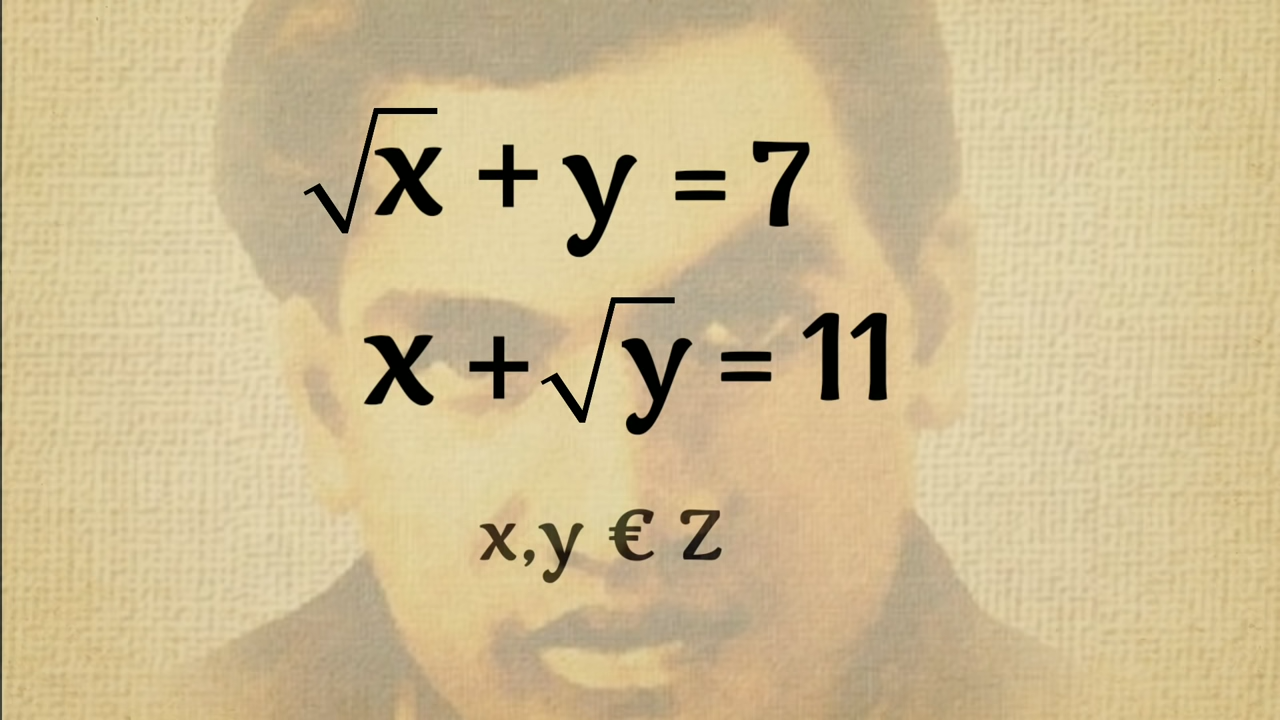 √x + y = 7
x + √y = 11
x,y € Z